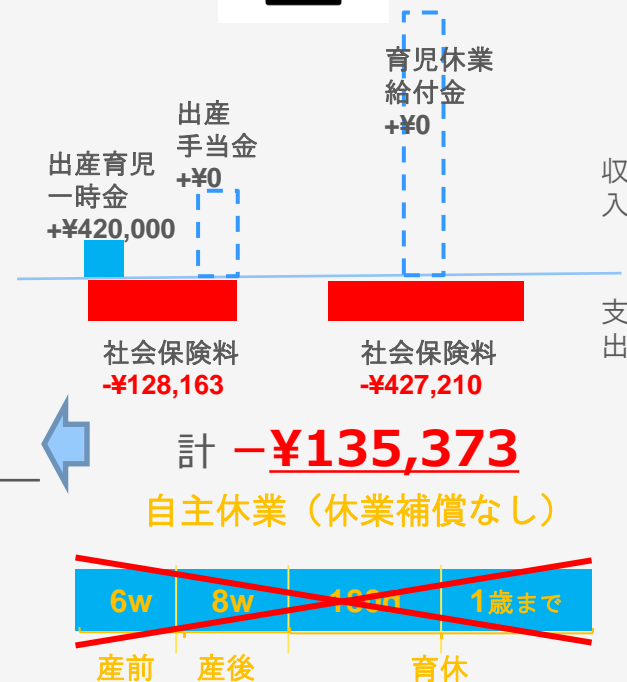 育児休業
給付金
+¥0
出産
手当金
+¥0
出産育児
一時金
+¥420,000
収
入
支
出
社会保険料
-¥128,163
社会保険料
-¥427,210
計 −¥135,373
自主休業（休業補償なし）
6w 8w 180d 1歳まで
産前 産後 育休